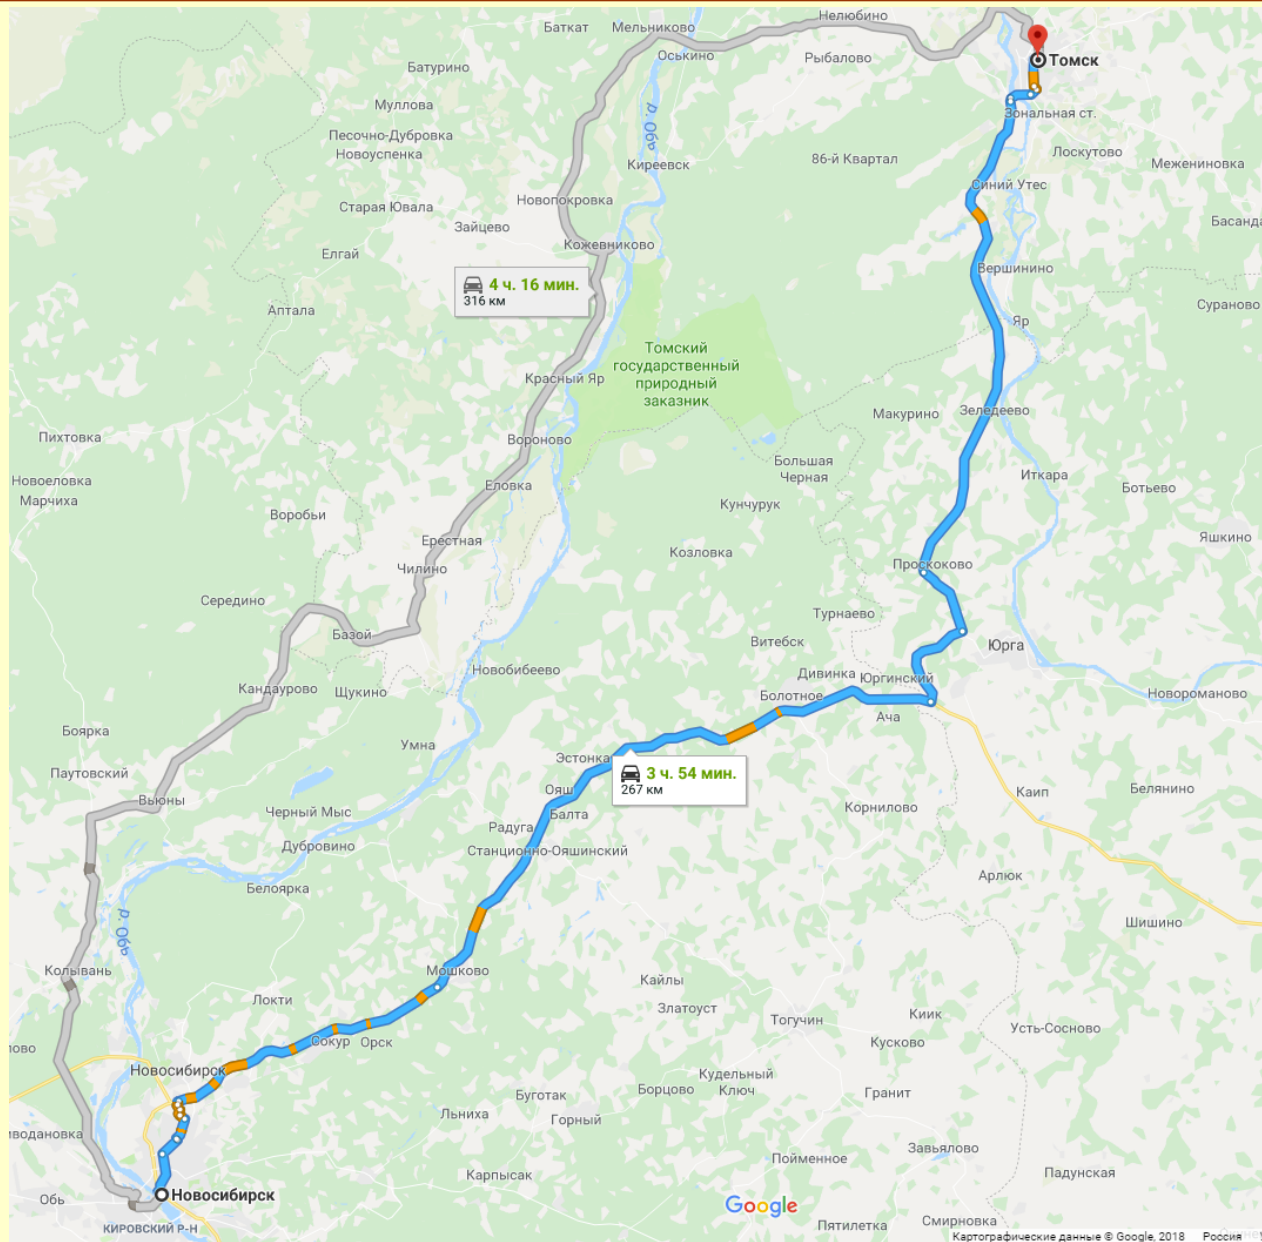 Нелюбино
Баткат
Мельниково
Оськино
Рыбалово
Томск
Батурино
Муллова
р. Обь
Зональная ст.
Песочно-Дубровка
Новоуспенка
Лоскутово
86-й Квартал
Меженин­овка
Киреевск
Синий Утес
Новопокровка
Старая Ювала
Зайцево
Басанда
Кожевниково
Елгай
Вершинино
4 ч. 16 мин.
316 км
Сураново
Аптала
Яр
Томский
государственный
природный
заказник
Красный Яр
Макурино
Зеледеево
Пихтовка
Вороново
Большая
Черная
Иткара
Новоеловка
Еловка
Ботьево
Марчиха
Кунчурук
Воробьи
Яшкино
Ерестная
Козловка
Чилино
Проскоково
Середино
Турнаево
Базой
Витебск
Юрга
Новобибеево
Дивинка
Юргинский
Кандаурово
Щукино
Болотное
Новороманово
Ача
Боярка
Умна
Эстонка
Паутовский
3 ч. 54 мин.
267 км
Ояш
Каип
Белянино
Вьюны
Черный Мыс
Балта
Корнилово
Радуга
Дубровино
Станционно-Ояшинский
Арлюк
Белоярка
р. Обь
Шишино
Колывань
Мошково
Кайлы
Локти
Златоуст
Киик
Тогучин
Усть-Сосново
Сокур
Орск
Кусково
лово
Новосибирск
Кудельный
Ключ
Борцово
Буготак
Гранит
Льниха
Горный
иводановка
Завьялово
Пойменное
Карпысак
Падунская
Обь
Новосибирск
Google
КИРОВСКИЙ Р-Н
Пятилетка
Смирновка
Картографические данные © Google, 2018
Россия